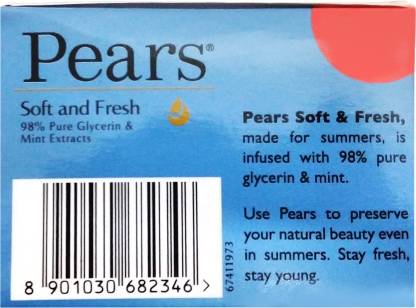 Pears®
Soft and Fresh
98% Pure Glycerin &
Mint Extracts
Pears Soft & Fresh,
made for summers, is
infused with 98% pure
glycerin & mint.
Use Pears to preserve
your natural beauty even
in summers. Stay fresh,
stay young.
67411973
8 901030 682346 >